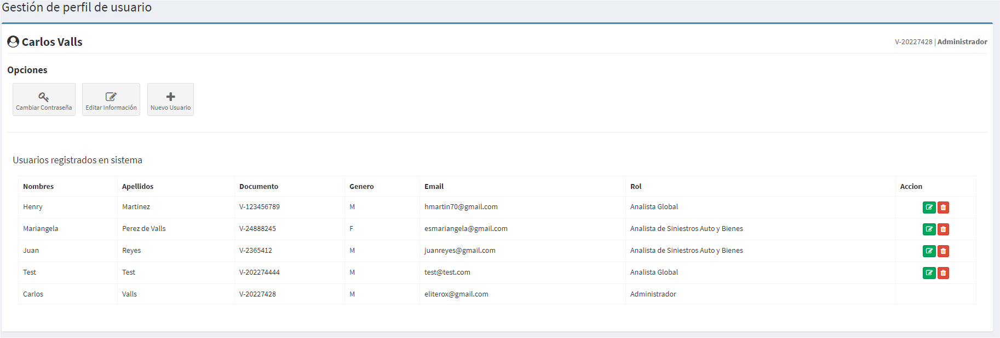 Gestión de perfil de usuario
Carlos Valls
V-20227428 | Administrador
Opciones
Cambiar Contraseña
Editar Información
Nuevo Usuario
Usuarios registrados en sistema
Nombres Apellidos Documento Genero Email Rol Accion
Henry Martinez V-123456789 M hmartin70@gmail.com Analista Global
Mariangela Perez de Valls V-24888245 F esmariangela@gmail.com Analista de Siniestros Auto y Bienes
Juan Reyes V-2365412 M juanreyes@gmail.com Analista de Siniestros Auto y Bienes
Test Test V-202274444 M test@test.com Analista Global
Carlos Valls V-20227428 M eliterox@gmail.com Administrador